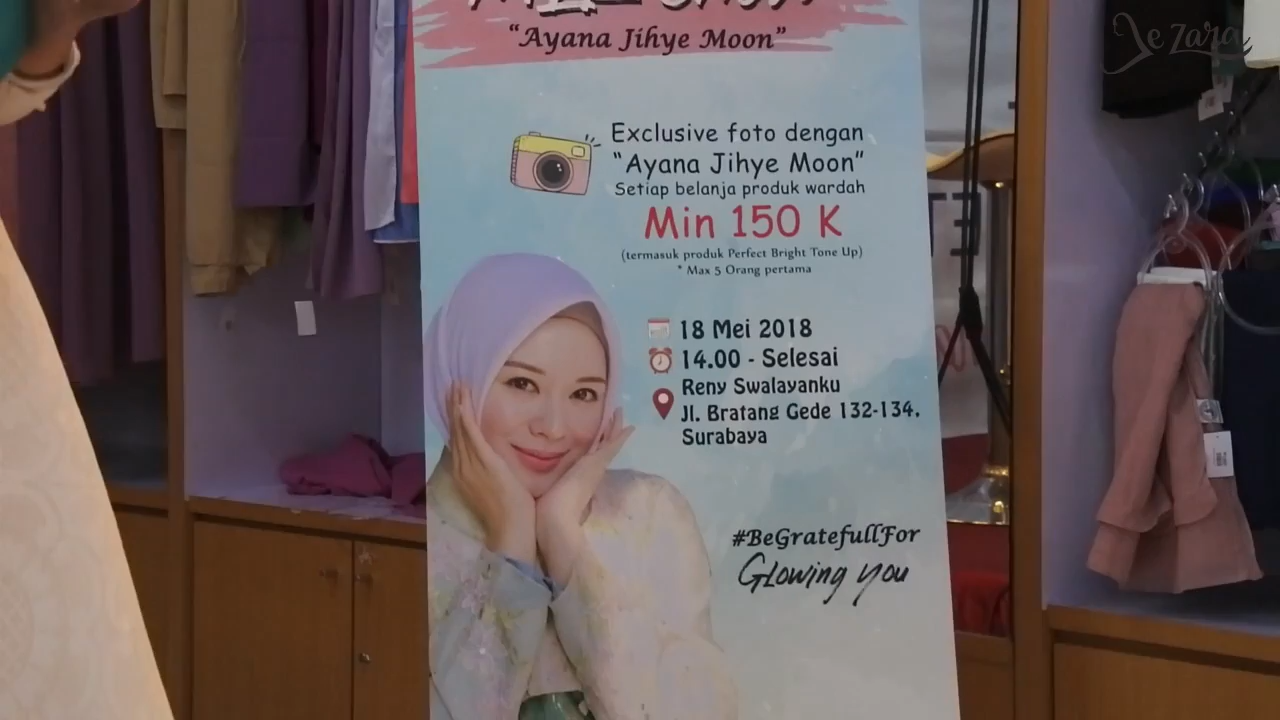 "Ayana Jihye Moon"
Exclusive foto dengan
"Ayana Jihye Moon"
Setiap belanja produk wardah
Min 150 K
(termasuk produk Perfect Bright Tone Up)
* Max 5 Orang pertama
18 Mei 2018
14.00 - Selesai
Reny Swalayanku
Jl. Bratang Gede 132-134,
Surabaya
#BeGratefullFor
Glowing you
Je Zara